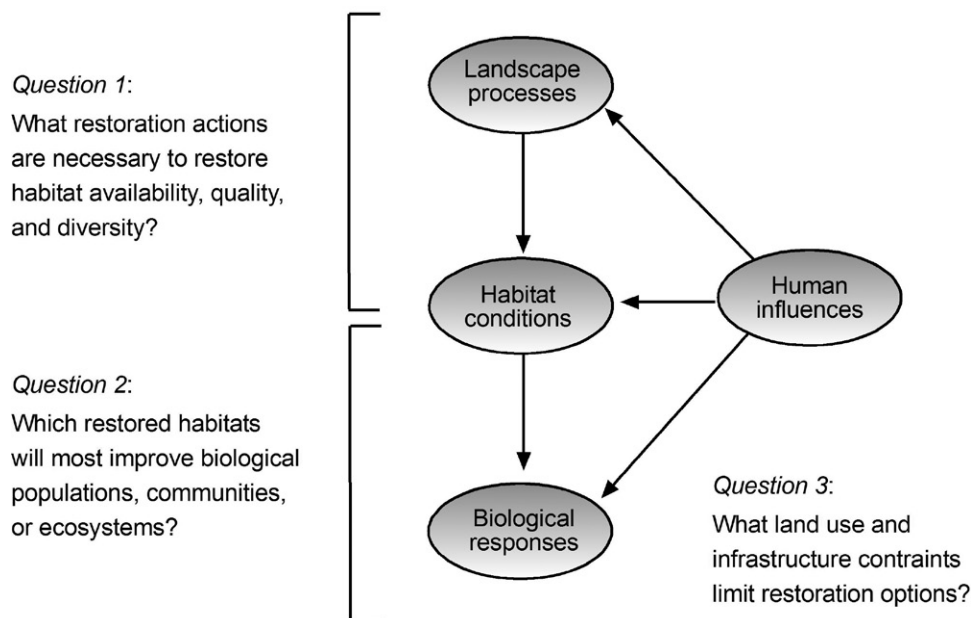 Question 1:
What restoration actions
are necessary to restore
habitat availability, quality,
and diversity?
Landscape
processes
Habitat
conditions
Human
influences
Question 2:
Which restored habitats
will most improve biological
populations, communities,
or ecosystems?
Biological
responses
Question 3:
What land use and
infrastructure contraints
limit restoration options?